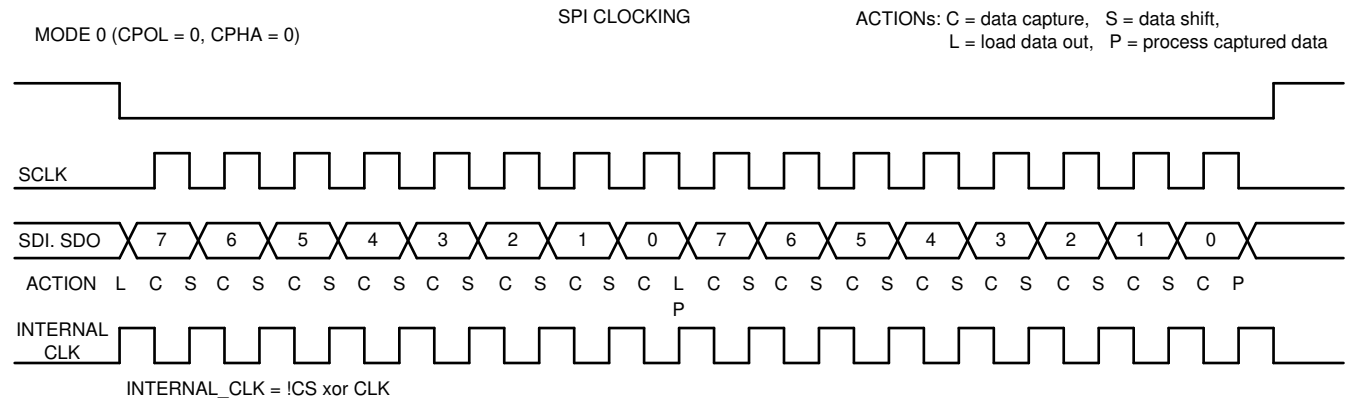 SPI CLOCKING
ACTIONs: C = data capture, S = data shift,
MODE 0 (CPOL = 0, CPHA = 0)
L = load data out, P = process captured data
SCLK
SDI. SDO 7 6 5 4 3 2 1 0 7 6 5 4 3 2 1 0
ACTION L C S C S C S C S C S C S C S C L C S C S C S C S C S C S C S C P
P
INTERNAL
CLK
INTERNAL_CLK = !CS xor CLK